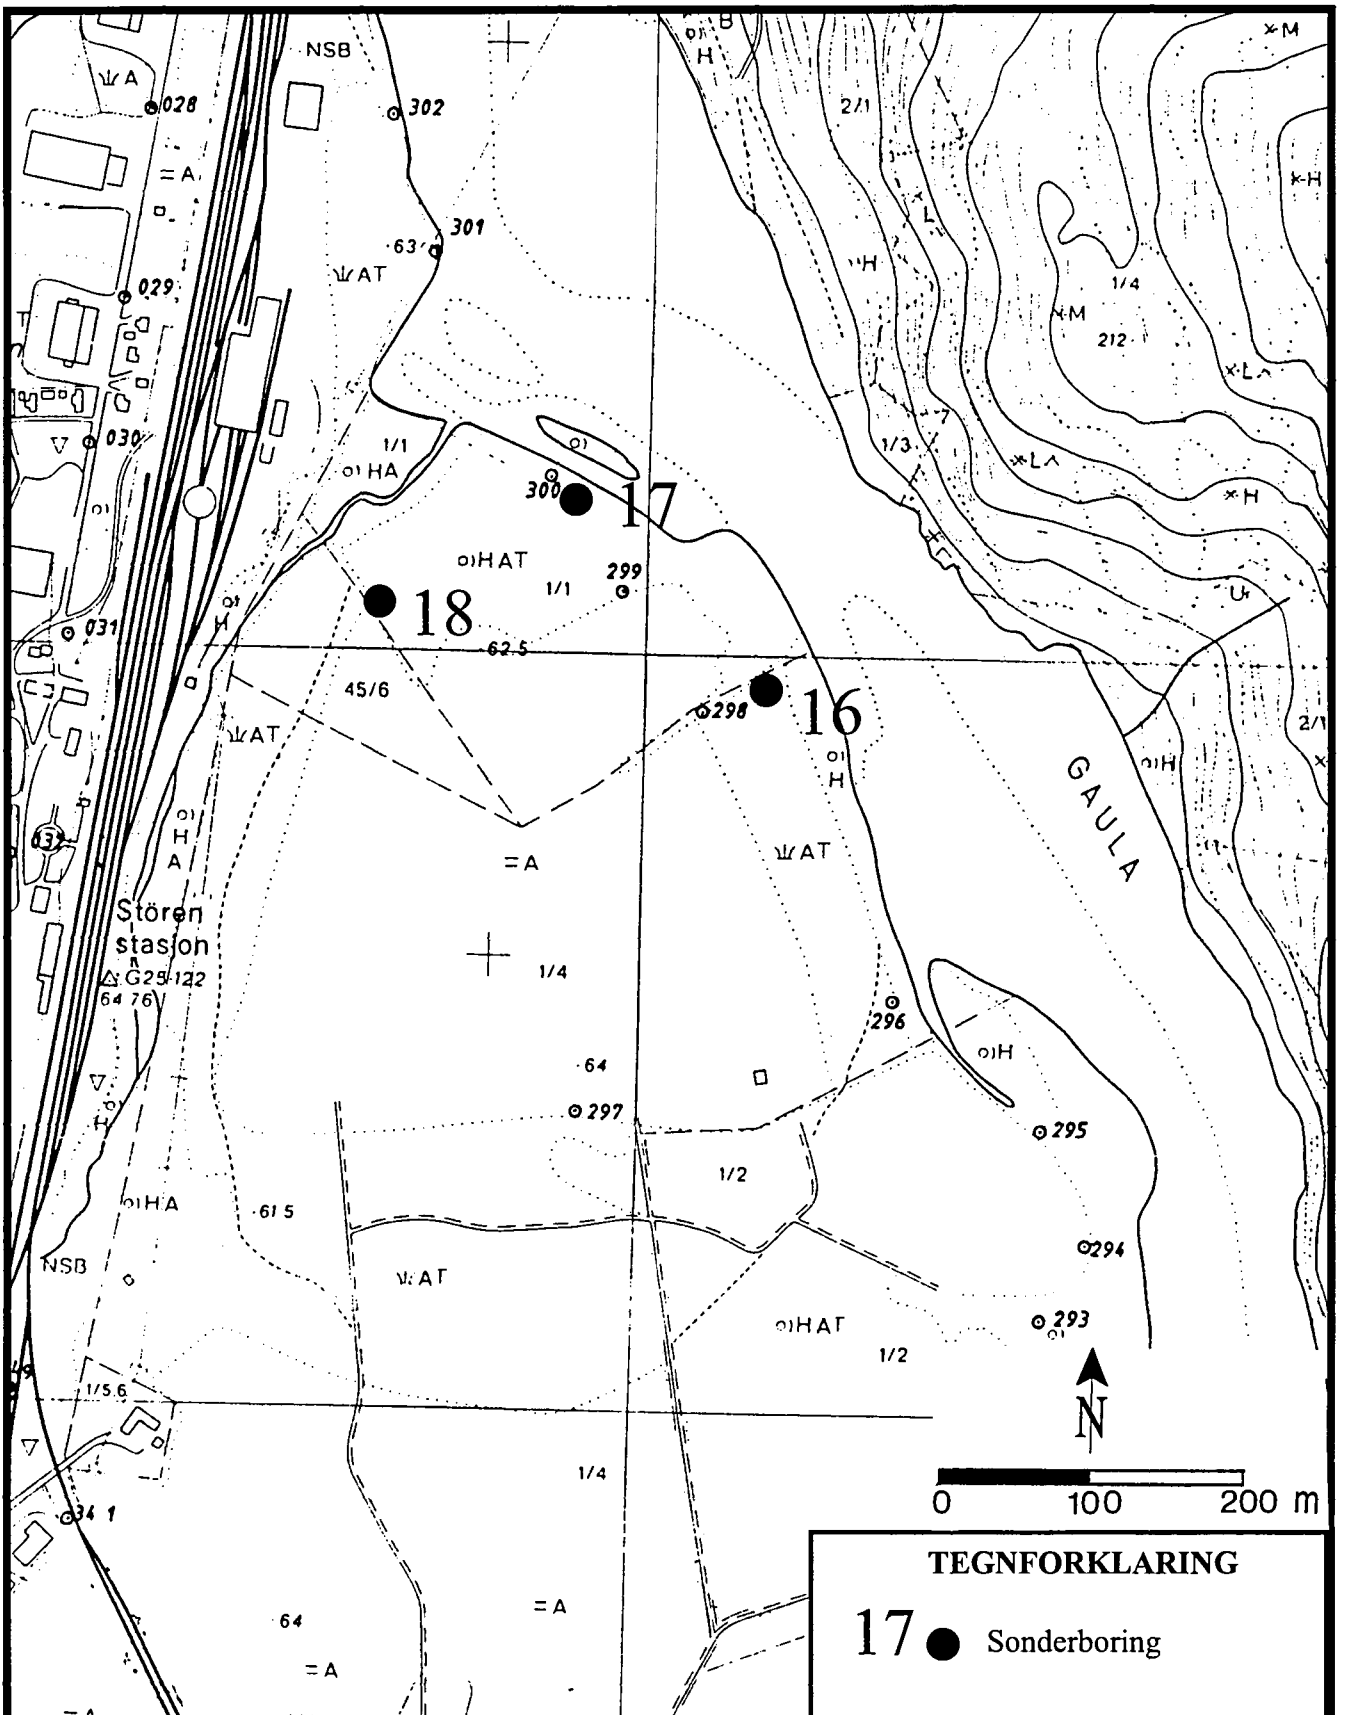 NSB
B
H
M
A
028
302
2/1
= A
H
L
301
63
AT
H
029
1/4
M
212
L
1/1
HA
030
1/3
L
H
300
17
HAT
299
1/1
18
H
031
62.5
45/6
298
16
2/1
AT
H
H
GAULA
H
A
032
AT
= A
Stören
stasjon
G25-122
64 76
1/4
296
H
64
297
295
H
1/2
HA
61 5
294
NSB
AT
293
HAT
1/2
1/5.6
N
1/4
0 100 200 m
34 1
TEGNFORKLARING
= A
64
17 Sonderboring
= A